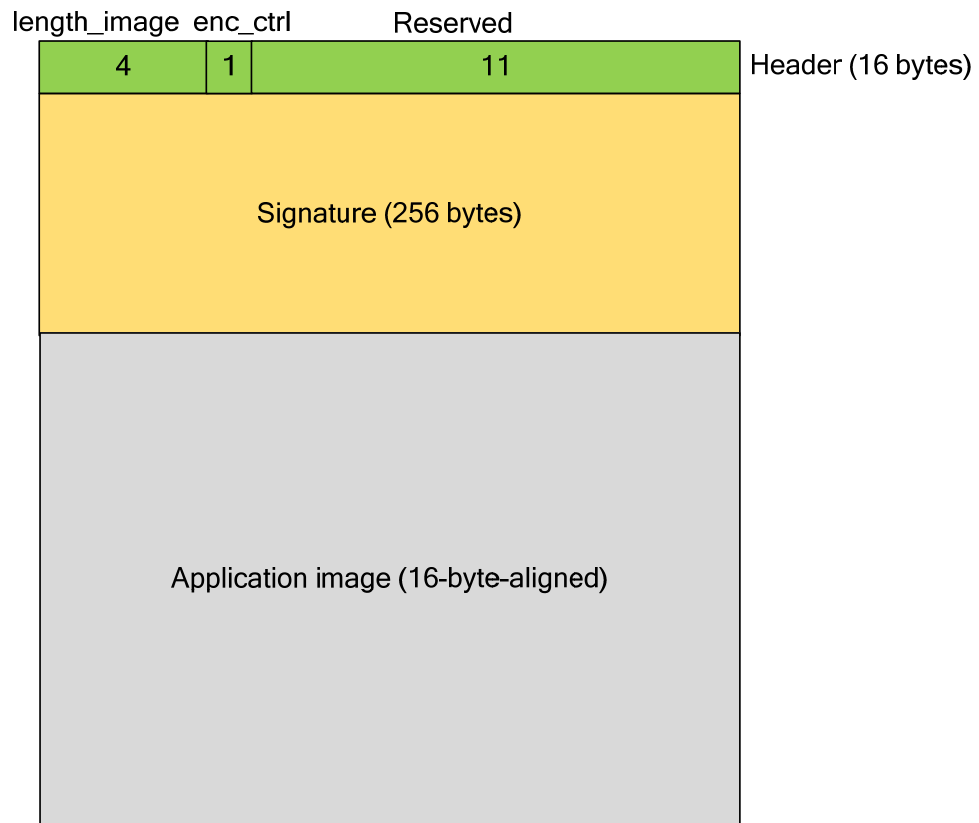 length_image enc_ctrl Reserved
4 1 11 Header (16 bytes)
Signature (256 bytes)
Application image (16-byte-aligned)